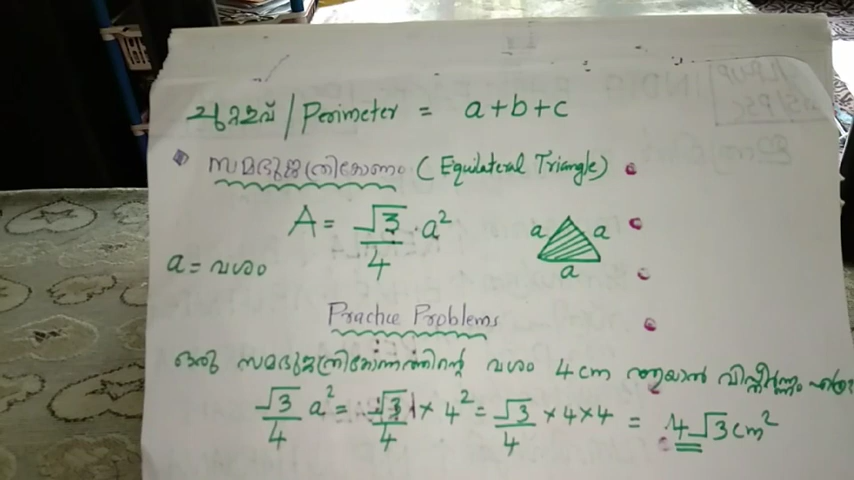 ചുറ്റളവ് / Perimeter = a+b+c
സമഭുജത്രികോണം (Equilateral Triangle)
A = √3/4 · a²
a a
a
a = വശം
Practice Problems
ഒരു സമഭുജത്രികോണത്തിന്റെ വശം 4cm ആയാൽ വിസ്തീർണ്ണം എത്ര?
√3/4 a² = √3/4 × 4² = √3/4 × 4 × 4 = 4√3 cm²